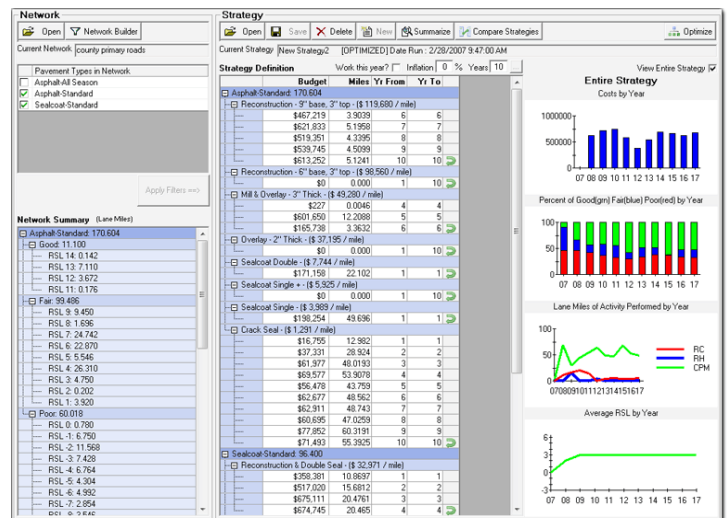 Network
Open Network Builder
Current Network county primary roads
Pavement Types in Network
Asphalt-All Season
Asphalt-Standard
Sealcoat-Standard
Apply Filters ==>
Network Summary (Lane Miles)
Asphalt-Standard: 170.604
Good: 11.100
RSL 14: 0.142
RSL 13: 7.110
RSL 12: 3.672
RSL 11: 0.176
Fair: 99.486
RSL 9: 9.450
RSL 8: 1.696
RSL 7: 24.742
RSL 6: 22.870
RSL 5: 5.546
RSL 4: 26.310
RSL 3: 4.750
RSL 2: 0.202
RSL 1: 3.920
Poor: 60.018
RSL 0: 0.780
RSL -1: 6.750
RSL -2: 11.568
RSL -3: 7.428
RSL -4: 6.764
RSL -5: 4.304
RSL -6: 4.992
RSL -7: 2.854
RSL -8: 3.546
Strategy
Open Save Delete New Summarize Compare Strategies Optimize
Current Strategy New Strategy2 [OPTIMIZED] Date Run : 2/28/2007 9:47:00 AM
Strategy Definition Work this year? Inflation 0 % Years 10 ...
Budget Miles Yr From Yr To
Asphalt-Standard: 170.604
Reconstruction - 9" base, 3" top - ($ 119,680 / mile)
$467,219 3.9039 6 6
$621,833 5.1958 7 7
$519,351 4.3395 8 8
$539,745 4.5099 9 9
$613,252 5.1241 10 10
Reconstruction - 6" base, 3" top - ($ 98,560 / mile)
$0 0.000 1 10
Mill & Overlay - 3" Thick - ($ 49,280 / mile)
$227 0.0046 4 4
$601,650 12.2088 5 5
$165,738 3.3632 6 6
Overlay - 2" Thick - ($ 37,195 / mile)
$0 0.000 1 10
Sealcoat Double - ($ 7,744 / mile)
$171,158 22.102 1 1
Sealcoat Single + - ($ 5,925 / mile)
$0 0.000 1 10
Sealcoat Single - ($ 3,989 / mile)
$198,254 49.696 1 1
Crack Seal - ($ 1,291 / mile)
$16,755 12.982 1 1
$37,331 28.924 2 2
$61,977 48.0193 3 3
$69,577 53.9078 4 4
$56,478 43.759 5 5
$62,677 48.562 6 6
$62,911 48.743 7 7
$60,695 47.0259 8 8
$77,852 60.3191 9 9
$71,493 55.3925 10 10
Sealcoat-Standard: 96.400
Reconstruction & Double Seal - ($ 32,971 / mile)
$358,381 10.8697 1 1
$517,020 15.6812 2 2
$675,111 20.4761 3 3
$674,745 20.465 4 4
View Entire Strategy
Entire Strategy
Costs by Year
1000000
500000
0
07 08 09 10 11 12 13 14 15 16 17
Percent of Good(grn) Fair(blue) Poor(red) by Year
100
50
0
07 08 09 10 11 12 13 14 15 16 17
Lane Miles of Activity Performed by Year
100
50
0
0708091011121314151617
RC
RH
CPM
Average RSL by Year
6
3
0
-3
07 08 09 10 11 12 13 14 15 16 17